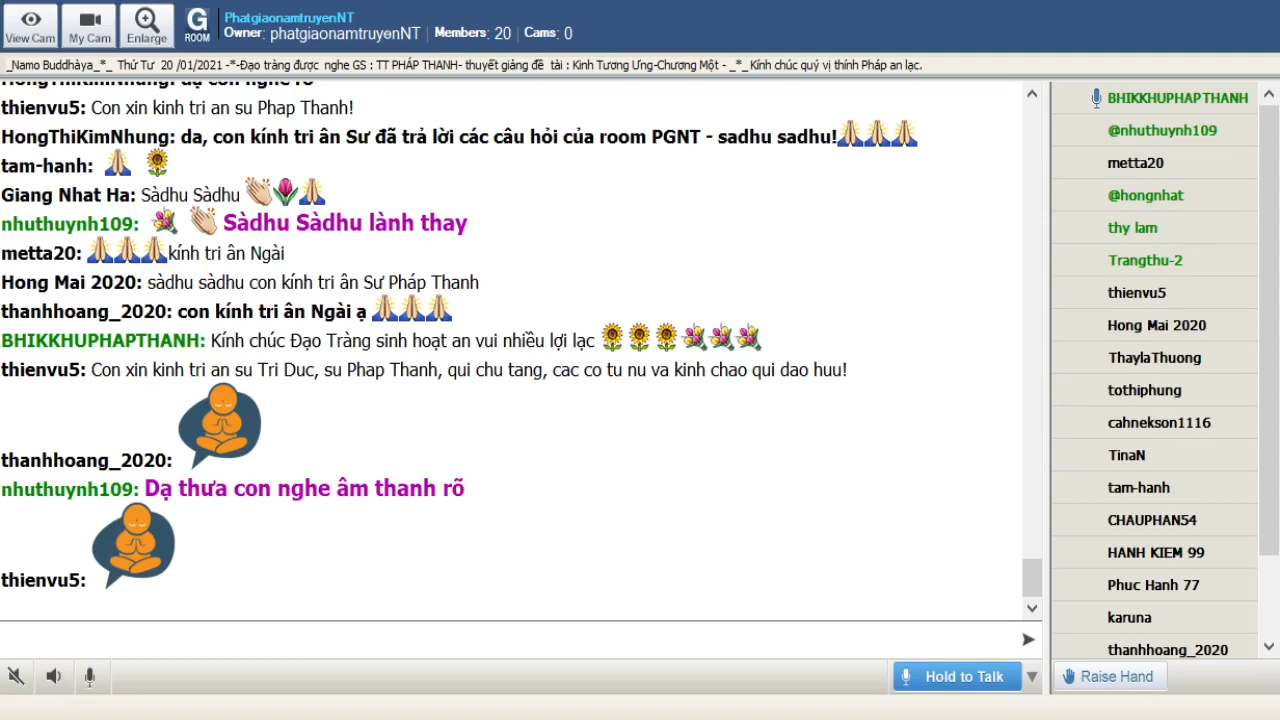 View Cam
My Cam
Enlarge
G
ROOM
PhatgiaonamtruyenNT
Owner: phatgiaonamtruyenNT | Members: 20 | Cams: 0
_Namo Buddhàya_*_ Thứ Tư 20 /01/2021 -*-Đạo tràng được nghe GS : TT PHÁP THANH- thuyết giảng đề tài : Kinh Tương Ưng-Chương Một - _*_Kính chúc quý vị thính Pháp an lạc.
thienvu5: Con xin kinh tri an su Phap Thanh!
HongThiKimNhung: dạ, con kính tri ân Sư đã trả lời các câu hỏi của room PGNT - sadhu sadhu!
tam-hanh:
Giang Nhat Ha: Sàdhu Sàdhu
nhuthuynh109: Sàdhu Sàdhu lành thay
metta20: kính tri ân Ngài
Hong Mai 2020: sàdhu sàdhu con kính tri ân Sư Pháp Thanh
thanhhoang_2020: con kính tri ân Ngài ạ
BHIKKHUPHAPTHANH: Kính chúc Đạo Tràng sinh hoạt an vui nhiều lợi lạc
thienvu5: Con xin kinh tri an su Tri Duc, su Phap Thanh, qui chu tang, cac co tu nu va kinh chao qui dao huu!
thanhhoang_2020:
nhuthuynh109: Dạ thưa con nghe âm thanh rõ
thienvu5:
Hold to Talk
BHIKKHUPHAPTHANH
@nhuthuynh109
metta20
@hongnhat
thy lam
Trangthu-2
thienvu5
Hong Mai 2020
ThaylaThuong
tothiphung
cahnekson1116
TinaN
tam-hanh
CHAUPHAN54
HANH KIEM 99
Phuc Hanh 77
karuna
thanhhoang_2020
Raise Hand